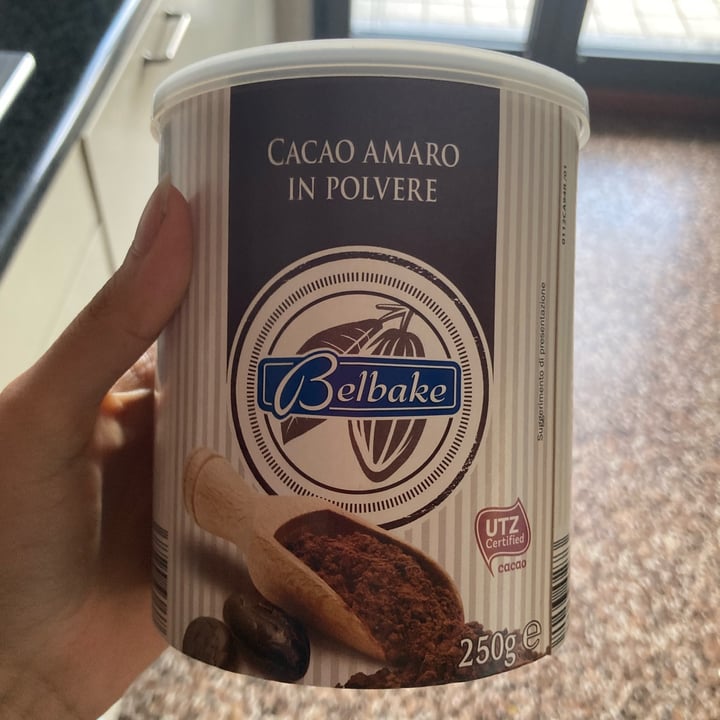 CACAO AMARO
IN POLVERE
Belbake
UTZ
Certified
cacao
250g e
Suggerimento di presentazione